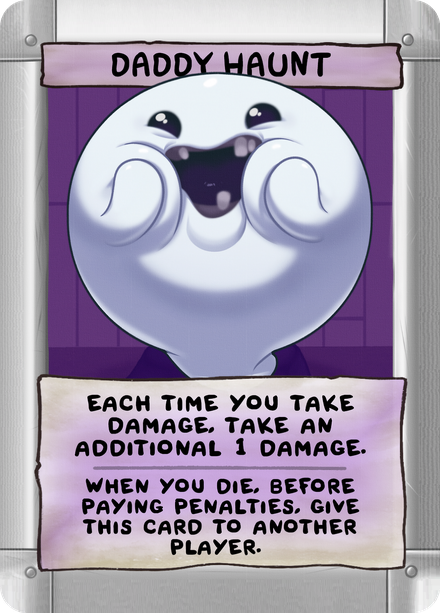 DADDY HAUNT
EACH TIME YOU TAKE
DAMAGE, TAKE AN
ADDITIONAL 1 DAMAGE.
WHEN YOU DIE, BEFORE
PAYING PENALTIES, GIVE
THIS CARD TO ANOTHER
PLAYER.